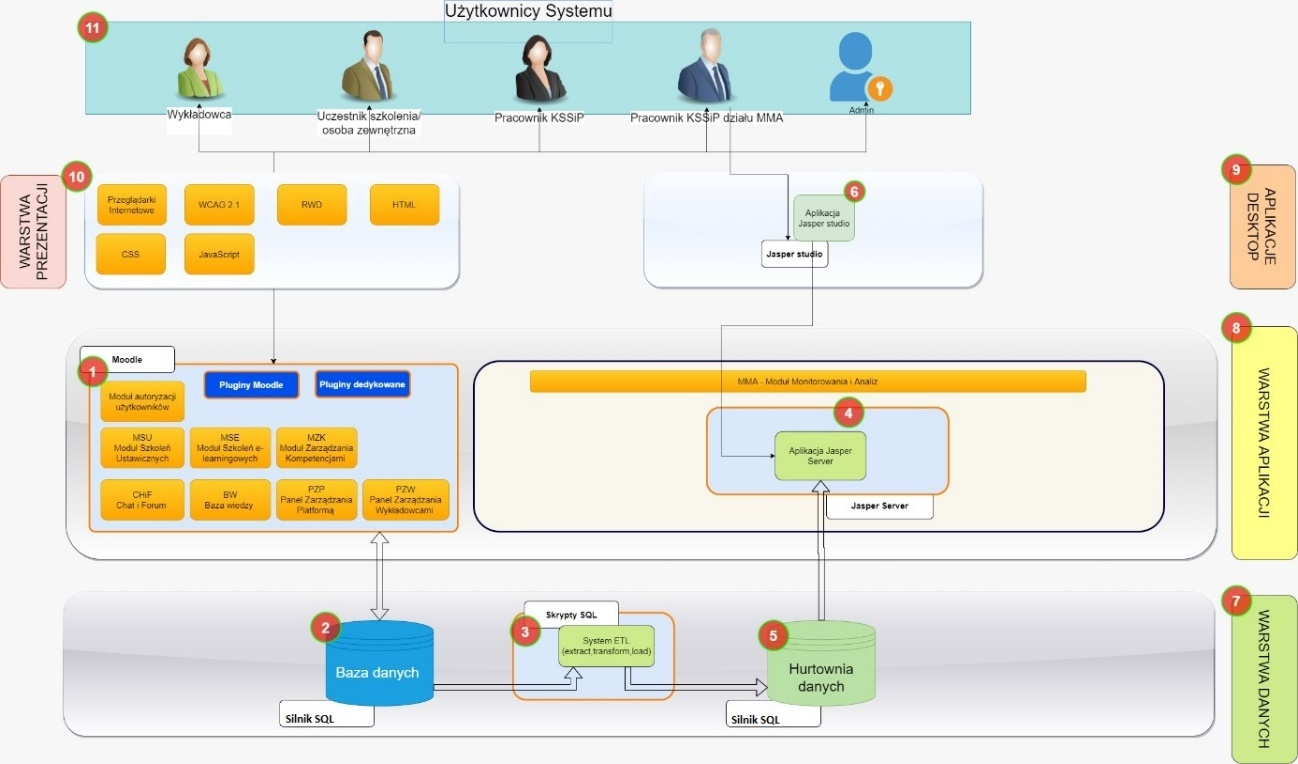 Użytkownicy Systemu
11
Wykładowca
Uczestnik szkolenia/
osoba zewnętrzna
Pracownik KSSiP
Pracownik KSSiP działu MMA
Admin
10
WARSTWA
PREZENTACJI
Przeglądarki
Internetowe
WCAG 2.1
RWD
HTML
CSS
JavaScript
6
Aplikacja
Jasper studio
Jasper studio
9
APLIKACJE
DESKTOP
8
WARSTWA APLIKACJI
Moodle
1
Pluginy Moodle
Pluginy dedykowane
Moduł autoryzacji
użytkowników
MSU
Moduł Szkoleń
Ustawicznych
MSE
Moduł Szkoleń e-
learningowych
MZK
Moduł Zarządzania
Kompetencjami
CHiF
Chat i Forum
BW
Baza wiedzy
PZP
Panel Zarządzania
Platformą
PZW
Panel Zarządzania
Wykładowcami
MMA - Moduł Monitorowania i Analiz
4
Aplikacja Jasper
Server
Jasper Server
7
WARSTWA DANYCH
2
Baza danych
Silnik SQL
Skrypty SQL
3
System ETL
(extract,transform,load)
5
Hurtownia
danych
Silnik SQL